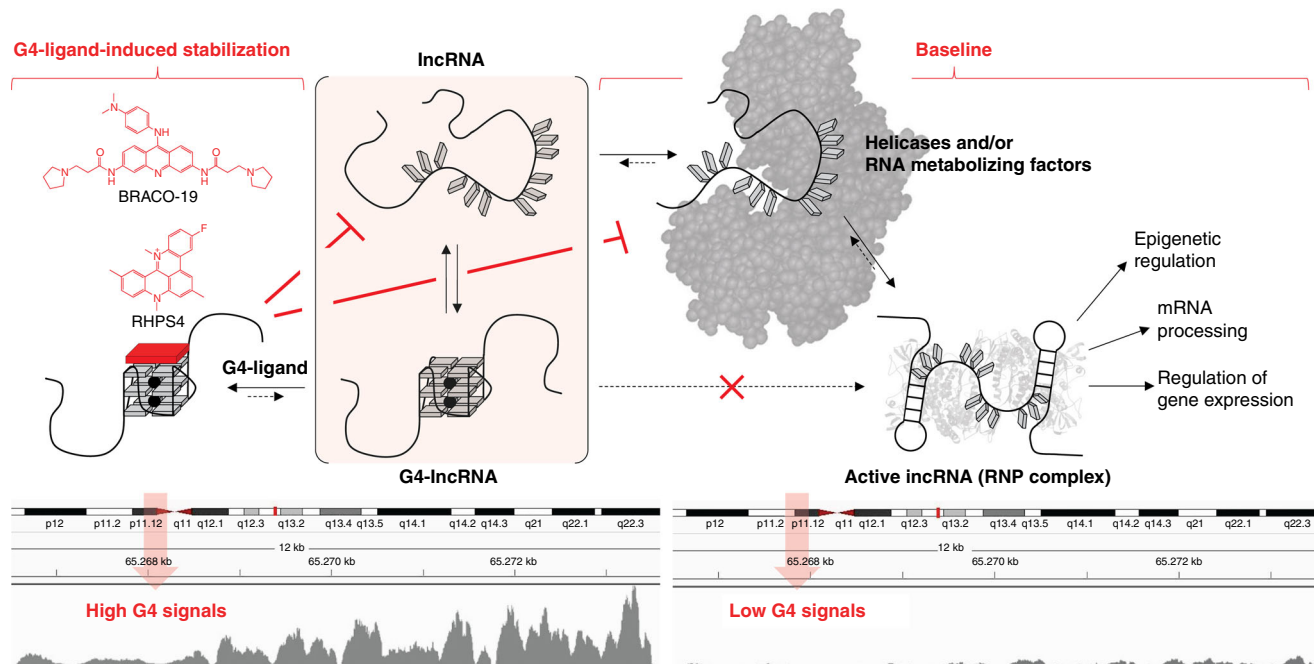 G4-ligand-induced stabilization
lncRNA
Baseline
N
NH
O
O
N
N
H
N
N
H
N
BRACO-19
Helicases and/or
RNA metabolizing factors
F
N+
N
RHPS4
G4-ligand
Epigenetic
regulation
mRNA
processing
Regulation of
gene expression
G4-lncRNA
Active incRNA (RNP complex)
p12 p11.2 p11.12 q11 q12.1 q12.3 q13.2 q13.4 q13.5 q14.1 q14.2 q14.3 q21 q22.1 q22.3
12 kb
65.268 kb 65.270 kb 65.272 kb
High G4 signals
p12 p11.2 p11.12 q11 q12.1 q12.3 q13.2 q13.4 q13.5 q14.1 q14.2 q14.3 q21 q22.1 q22.3
12 kb
65.268 kb 65.270 kb 65.272 kb
Low G4 signals